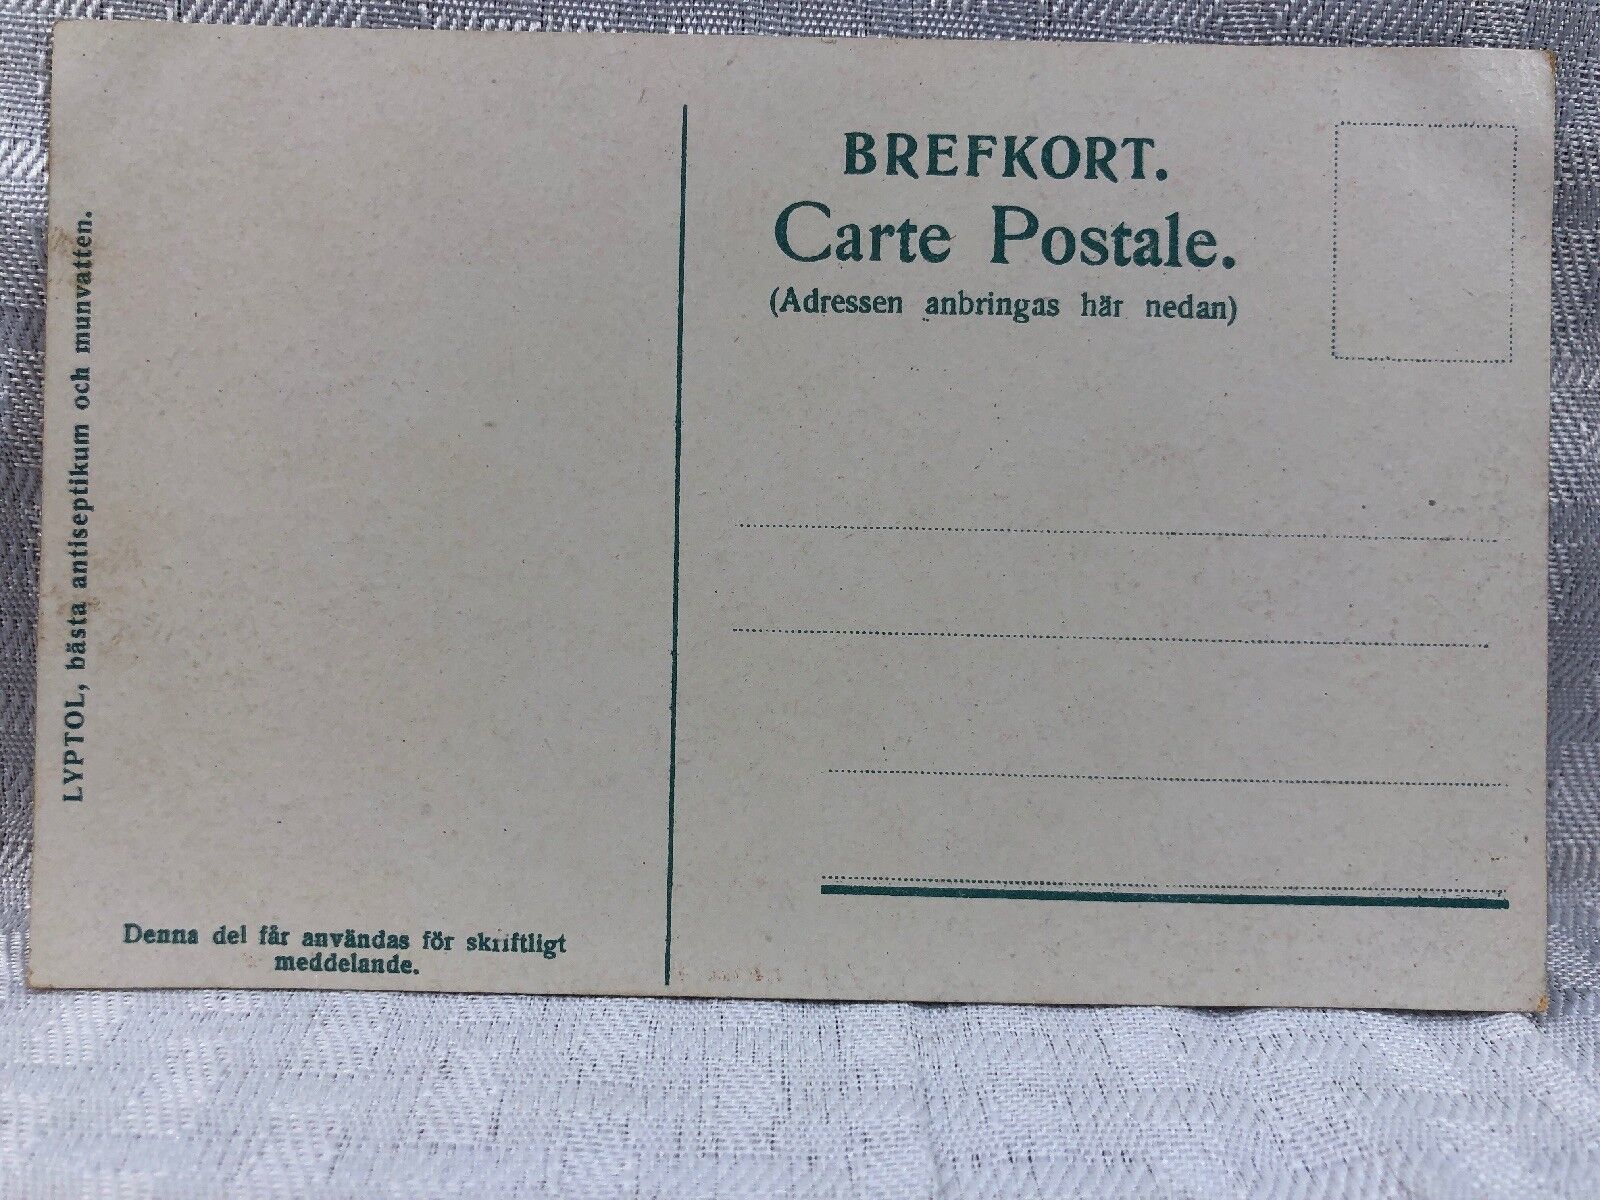 LYPTOL, bästa antiseptikum och munvatten.
Denna del får användas för skriftligt
meddelande.
BREFKORT.
Carte Postale.
(Adressen anbringas här nedan)